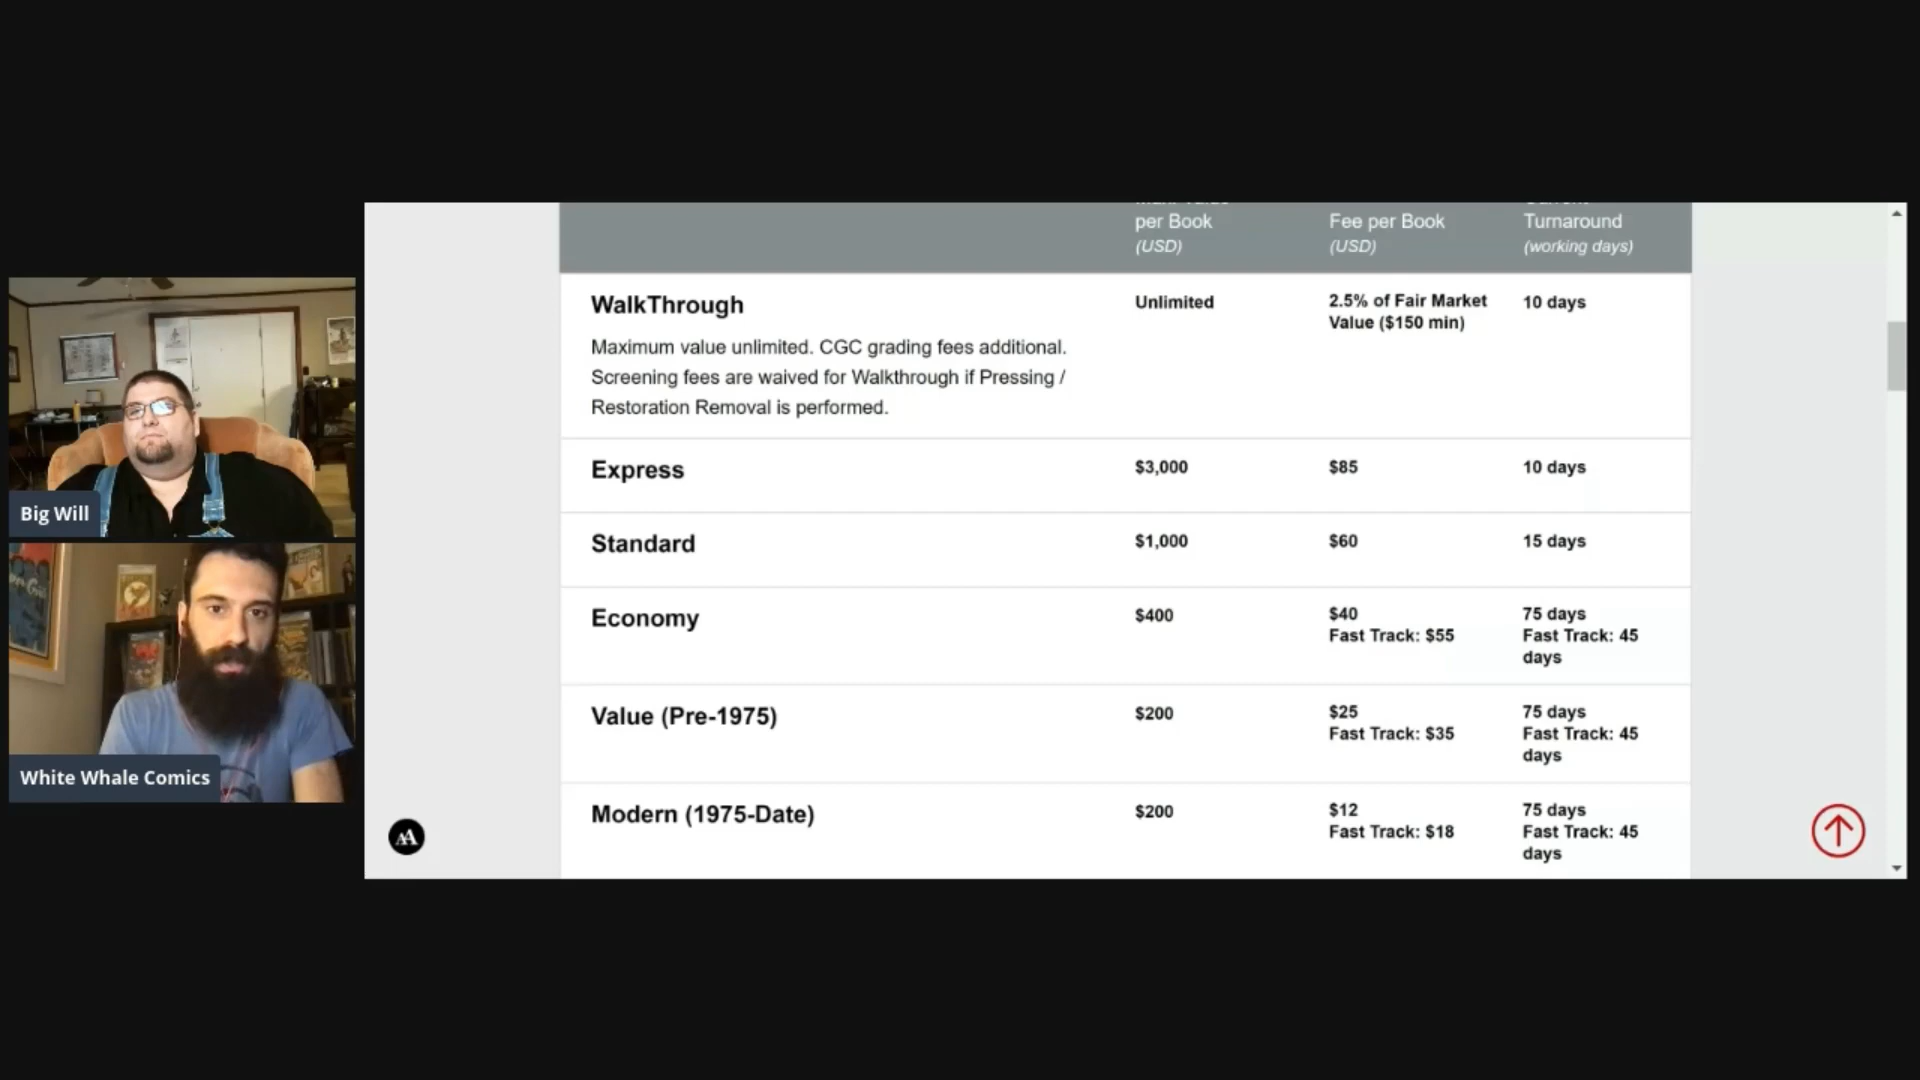 per Book
(USD)
Fee per Book
(USD)
Turnaround
(working days)
WalkThrough
Maximum value unlimited. CGC grading fees additional.
Screening fees are waived for Walkthrough if Pressing /
Restoration Removal is performed.
Unlimited
2.5% of Fair Market
Value ($150 min)
10 days
Express
$3,000
$85
10 days
Standard
$1,000
$60
15 days
Economy
$400
$40
Fast Track: $55
75 days
Fast Track: 45
days
Value (Pre-1975)
$200
$25
Fast Track: $35
75 days
Fast Track: 45
days
Modern (1975-Date)
$200
$12
Fast Track: $18
75 days
Fast Track: 45
days
Big Will
White Whale Comics
AA